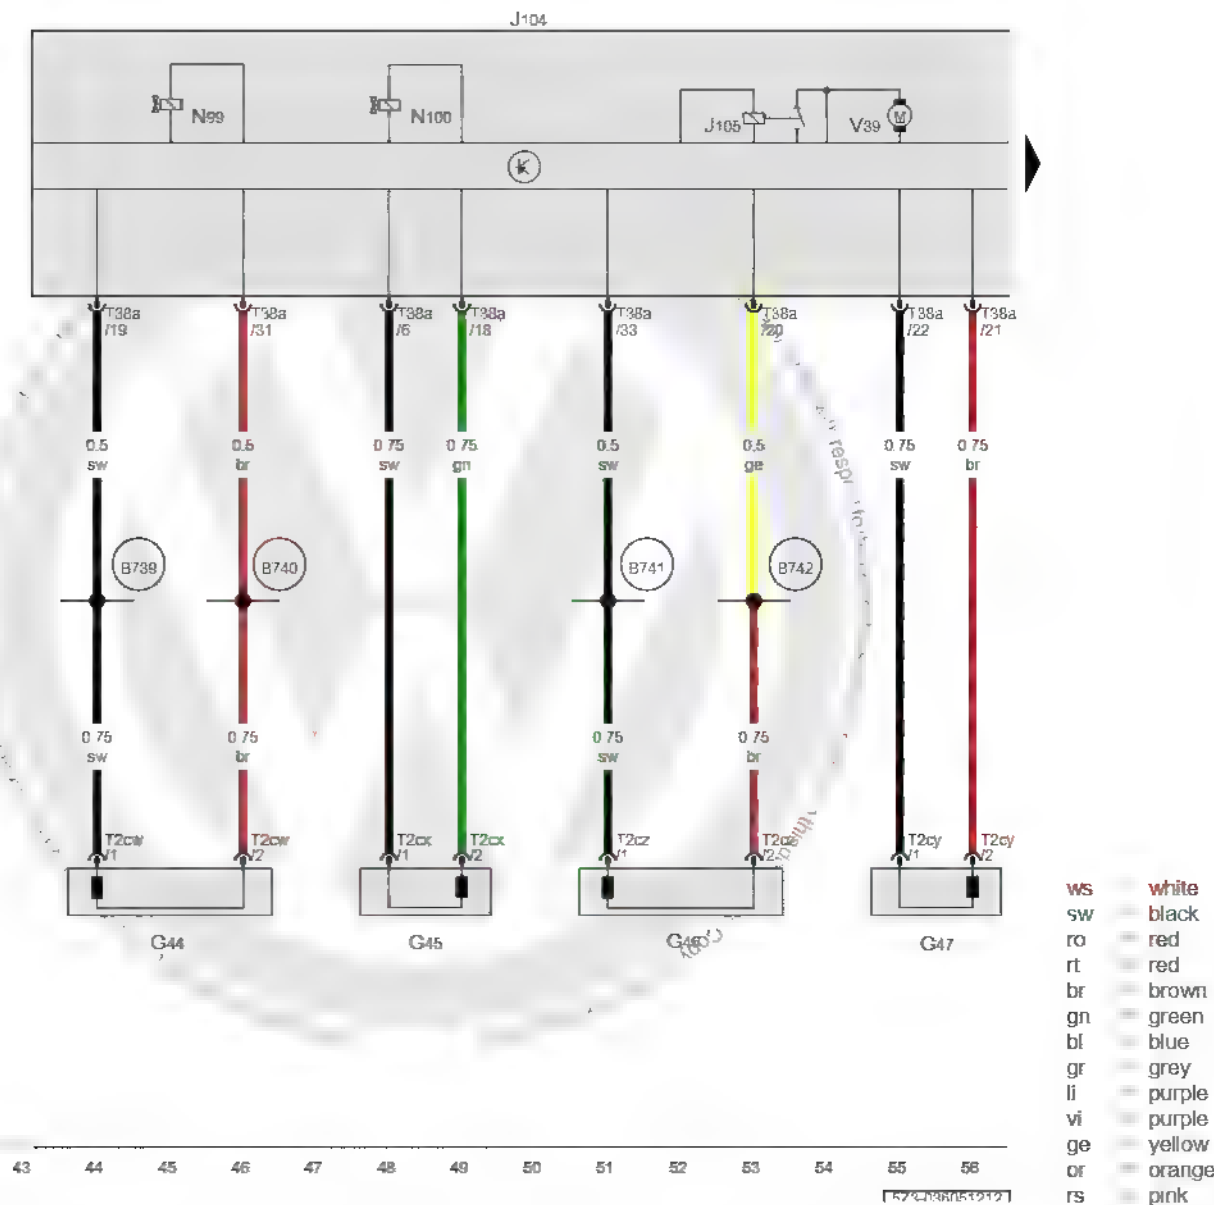 J104
N99
N100
J105
V39
M
K
T38a
/19
T38a
/31
T38a
/6
T38a
/18
T38a
/33
T38a
/20
T38a
/22
T38a
/21
0.5
sw
0.5
br
0.75
sw
0.75
gn
0.5
sw
0.5
ge
0.75
sw
0.75
br
B739
B740
B741
B742
0.75
sw
0.75
br
0.75
sw
0.75
br
T2cw
/1
T2cw
/2
T2cx
/1
T2cx
/2
T2cz
/1
T2cz
/2
T2cy
/1
T2cy
/2
G44
G45
G46
G47
ws = white
sw = black
ro = red
rt = red
br = brown
gn = green
bl = blue
gr = grey
li = purple
vi = purple
ge = yellow
or = orange
rs = pink
43 44 45 46 47 48 49 50 51 52 53 54 55 56